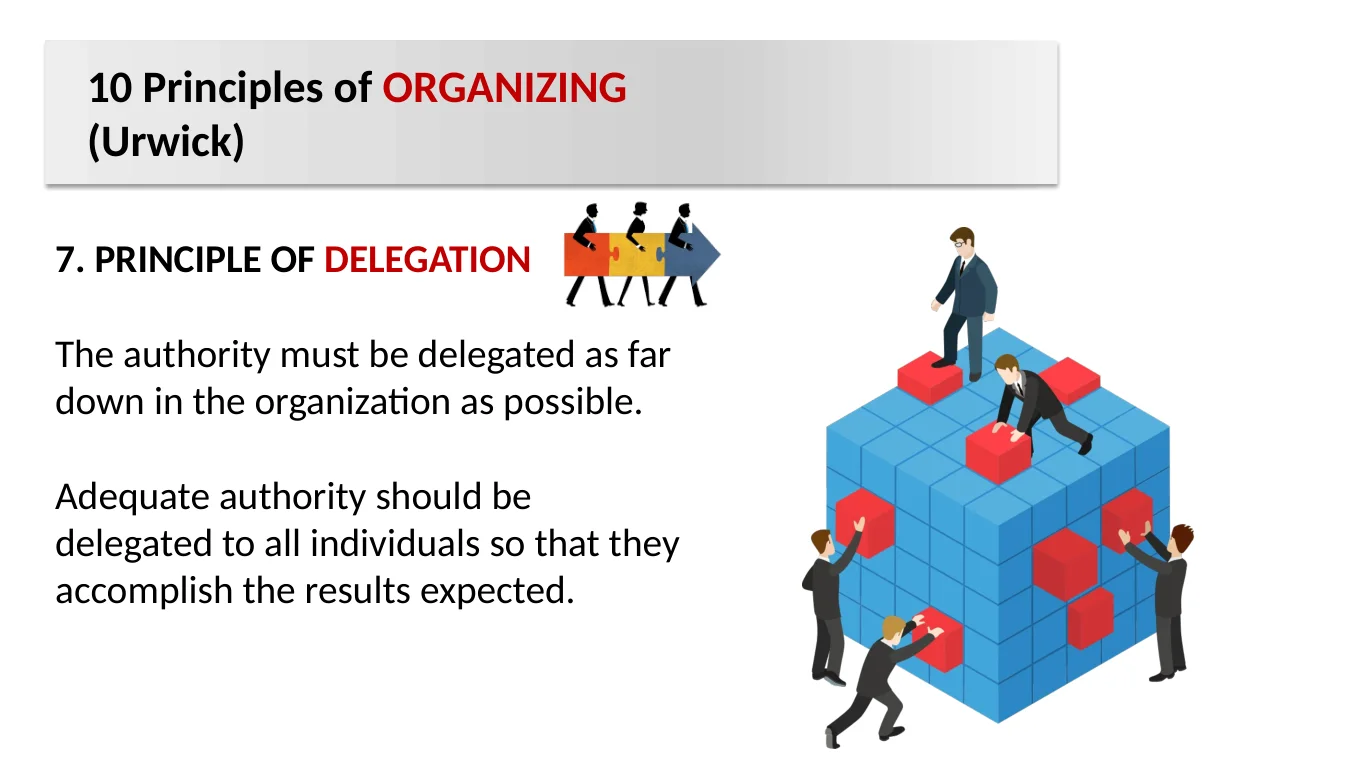 10 Principles of ORGANIZING
(Urwick)
7. PRINCIPLE OF DELEGATION
The authority must be delegated as far
down in the organization as possible.
Adequate authority should be
delegated to all individuals so that they
accomplish the results expected.